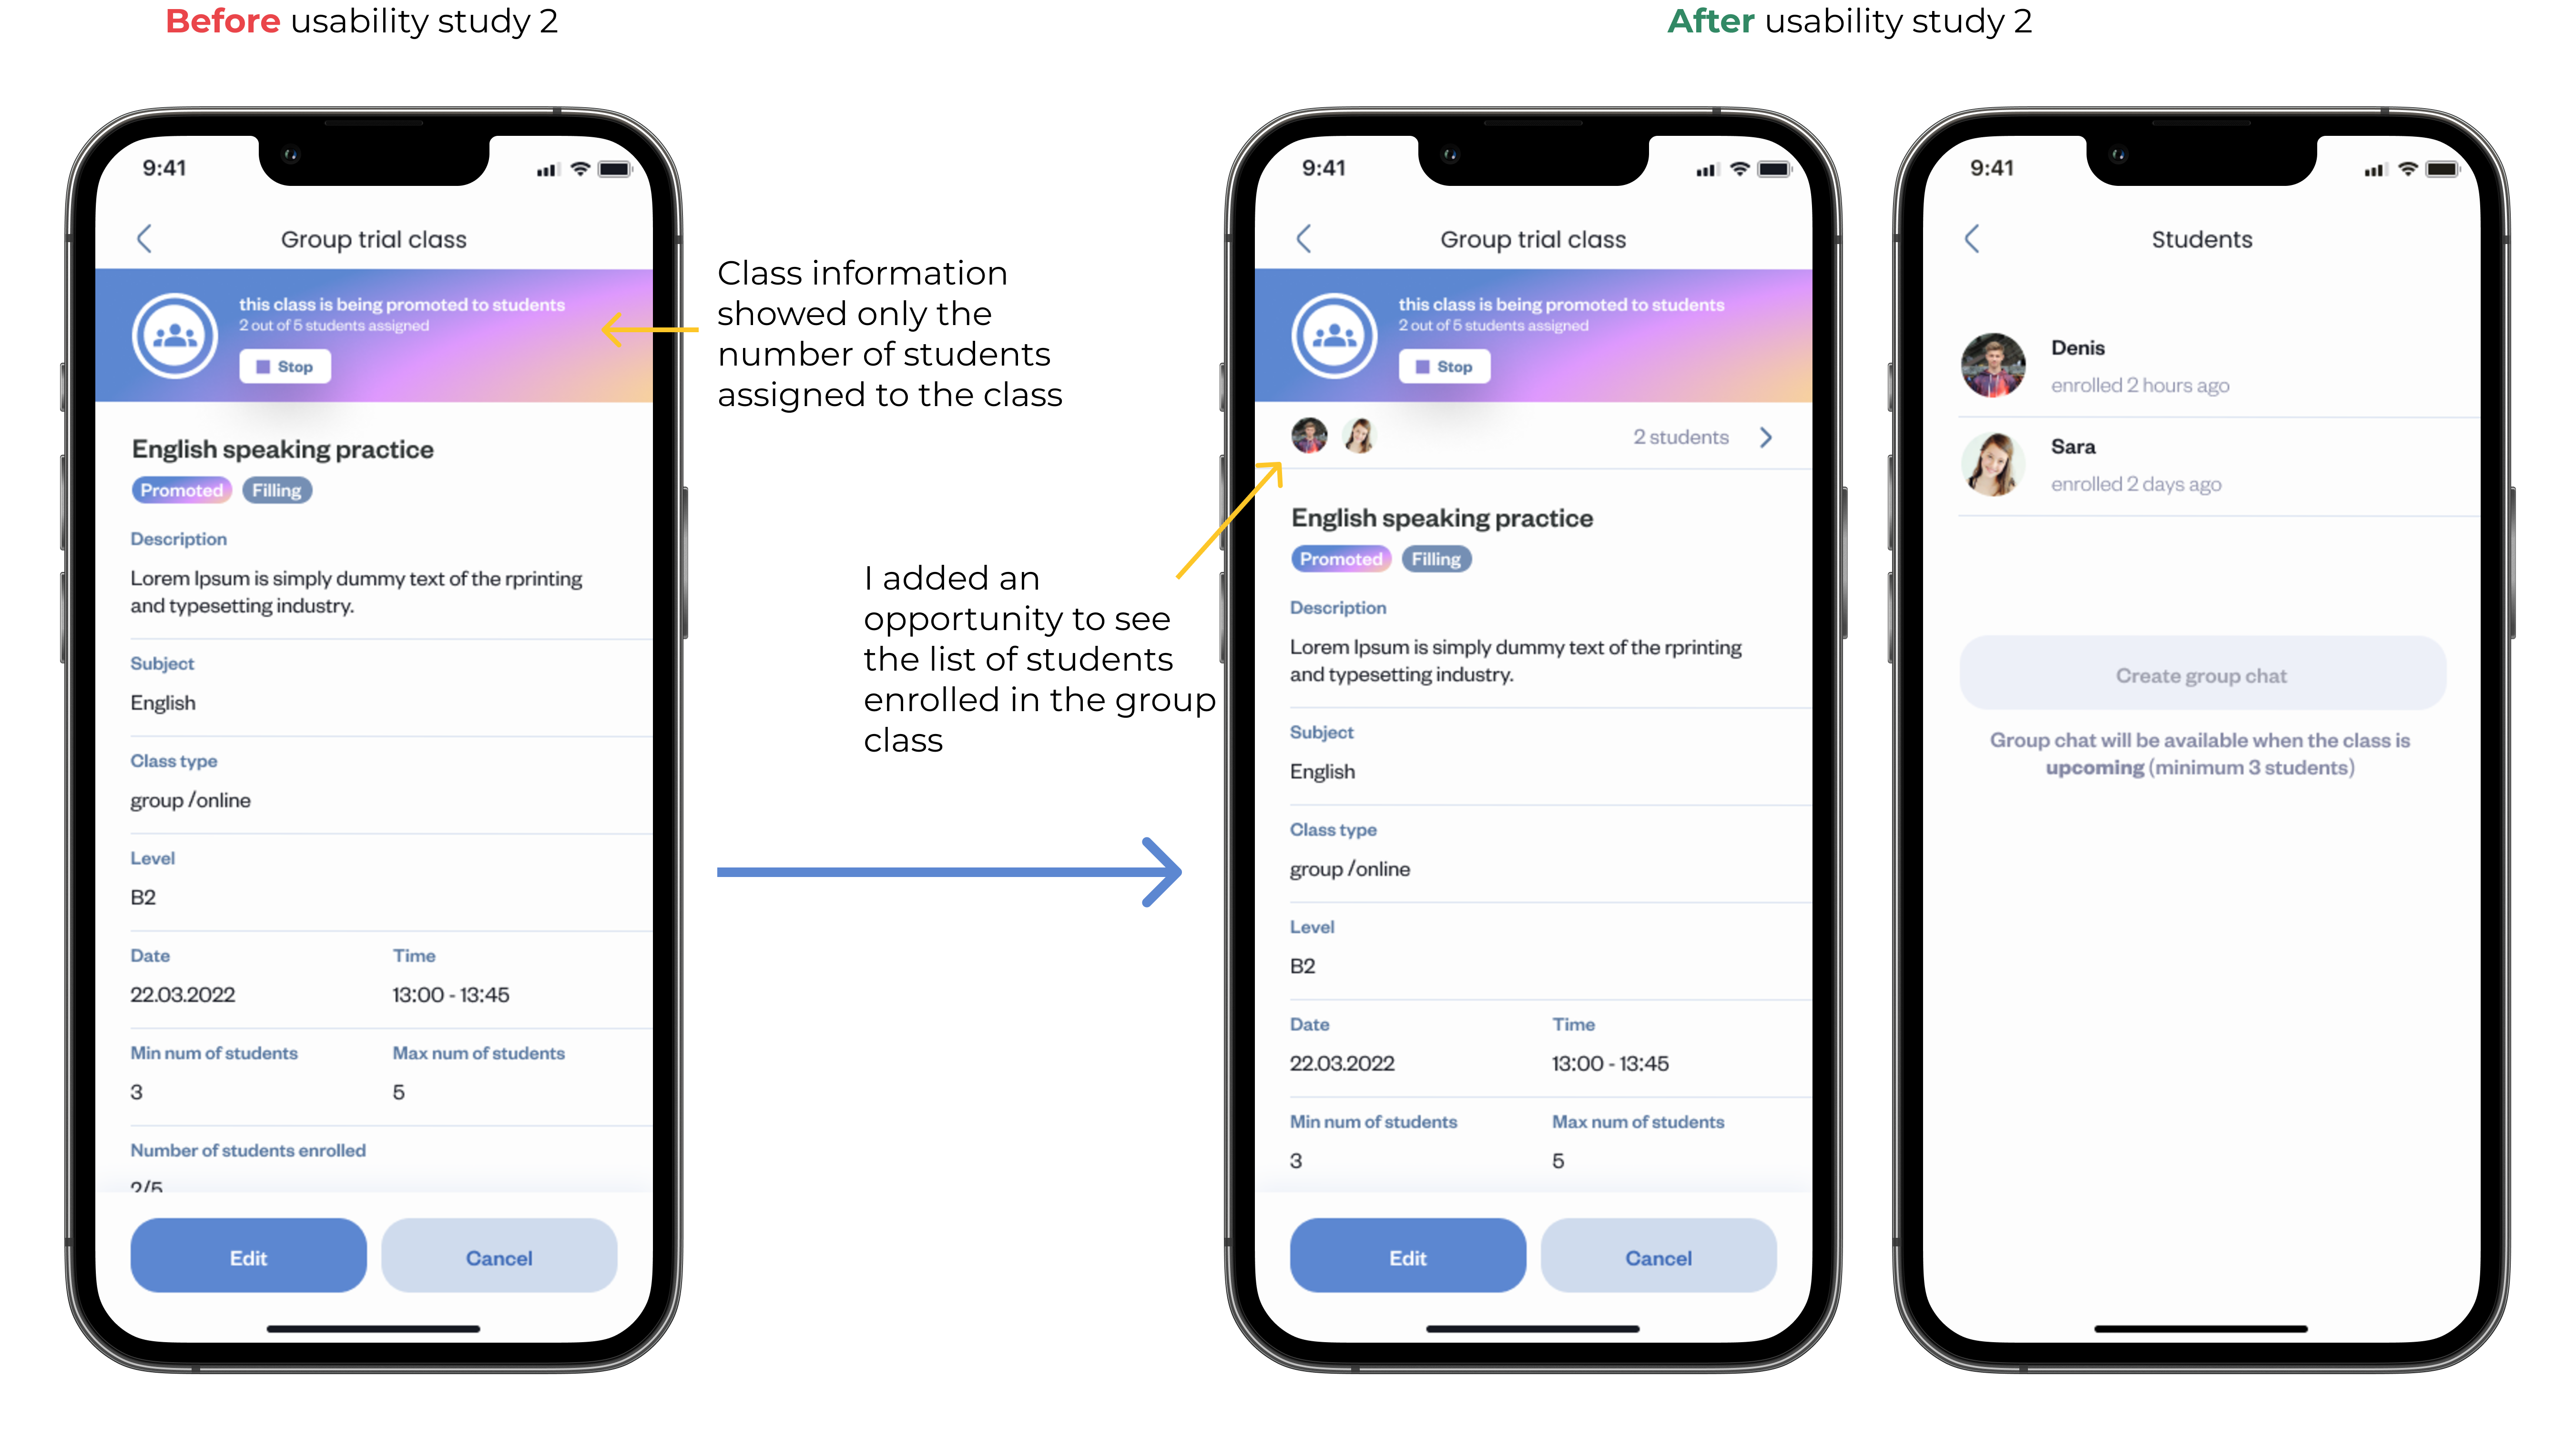 Before usability study 2
9:41
Group trial class
this class is being promoted to students
2 out of 5 students assigned
Stop
English speaking practice
Promoted Filling
Description
Lorem Ipsum is simply dummy text of the rprinting
and typesetting industry.
Subject
English
Class type
group /online
Level
B2
Date Time
22.03.2022 13:00 - 13:45
Min num of students Max num of students
3 5
Number of students enrolled
2/5
Edit Cancel
Class information
showed only the
number of students
assigned to the class
I added an
opportunity to see
the list of students
enrolled in the group
class
After usability study 2
9:41
Group trial class
this class is being promoted to students
2 out of 5 students assigned
Stop
2 students
English speaking practice
Promoted Filling
Description
Lorem Ipsum is simply dummy text of the rprinting
and typesetting industry.
Subject
English
Class type
group /online
Level
B2
Date Time
22.03.2022 13:00 - 13:45
Min num of students Max num of students
3 5
Edit Cancel
9:41
Students
Denis
enrolled 2 hours ago
Sara
enrolled 2 days ago
Create group chat
Group chat will be available when the class is
upcoming (minimum 3 students)